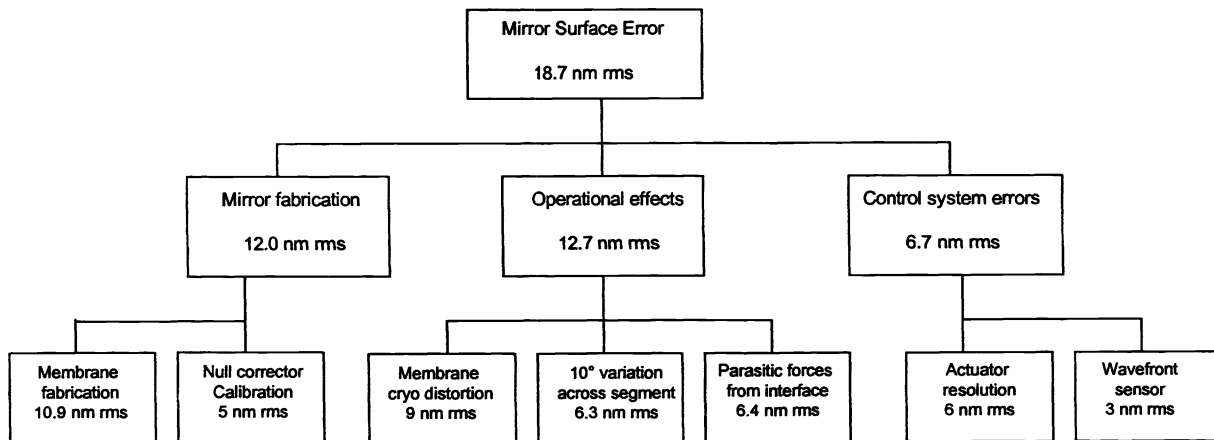 Mirror Surface Error
18.7 nm rms
Mirror fabrication
12.0 nm rms
Operational effects
12.7 nm rms
Control system errors
6.7 nm rms
Membrane
fabrication
10.9 nm rms
Null corrector
Calibration
5 nm rms
Membrane
cryo distortion
9 nm rms
10° variation
across segment
6.3 nm rms
Parasitic forces
from interface
6.4 nm rms
Actuator
resolution
6 nm rms
Wavefront
sensor
3 nm rms